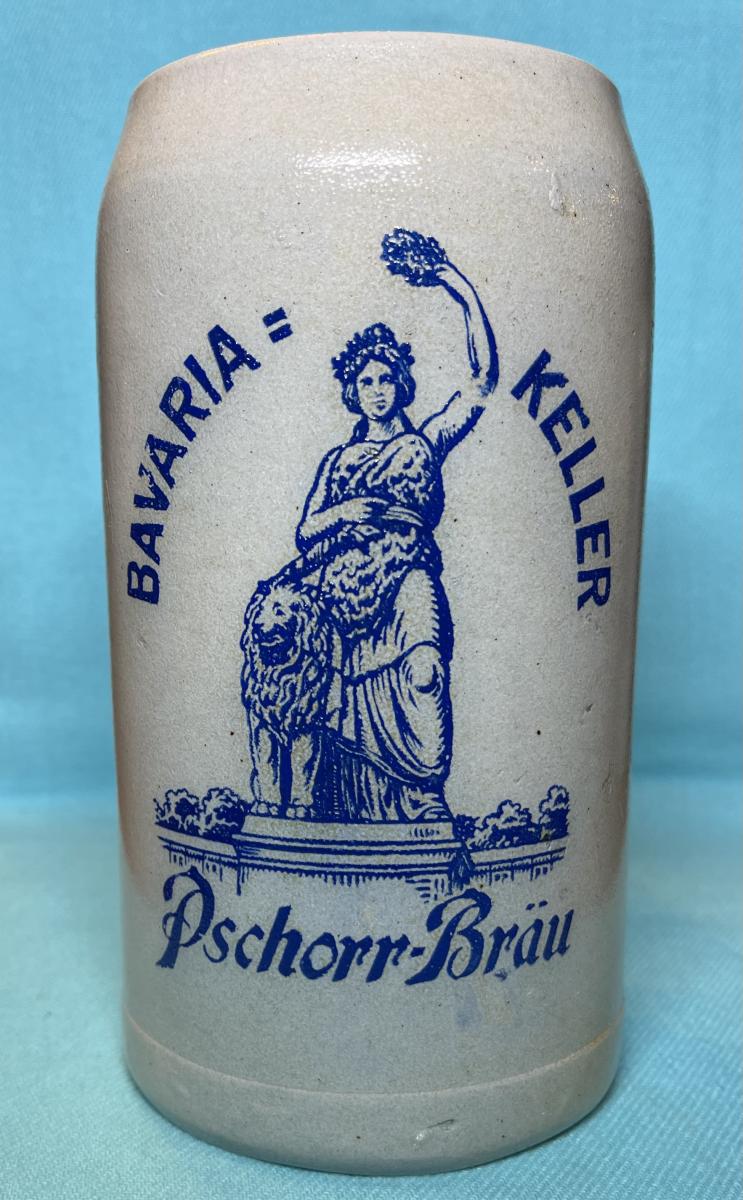 BAVARIA=
KELLER
Pschorr-Bräu